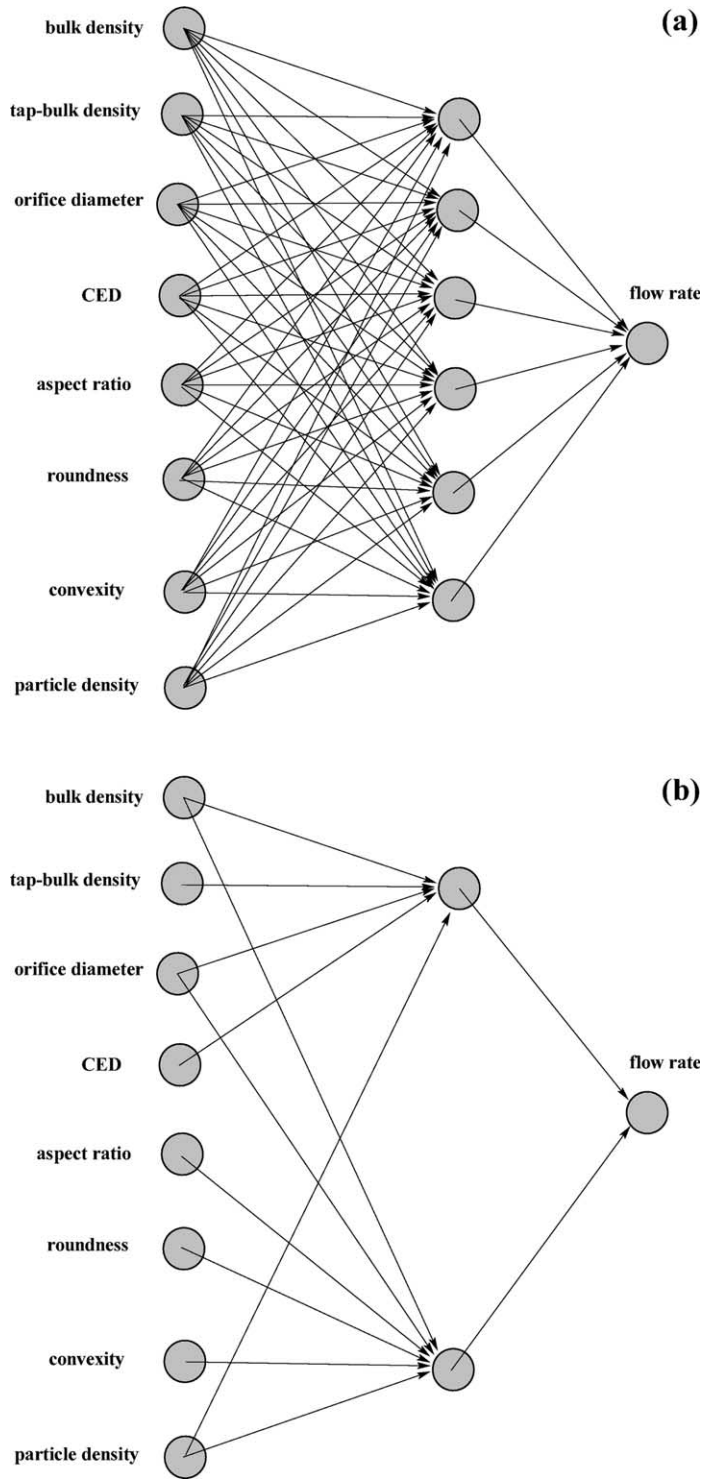 (a)
bulk density
tap-bulk density
orifice diameter
CED
flow rate
aspect ratio
roundness
convexity
particle density
(b)
bulk density
tap-bulk density
orifice diameter
CED
flow rate
aspect ratio
roundness
convexity
particle density